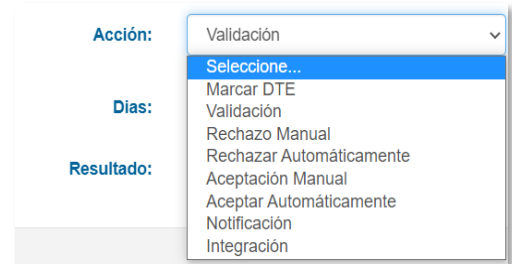 Acción: Validación
Seleccione...
Marcar DTE
Dias: Validación
Rechazo Manual
Resultado: Rechazar Automáticamente
Aceptación Manual
Aceptar Automáticamente
Notificación
Integración